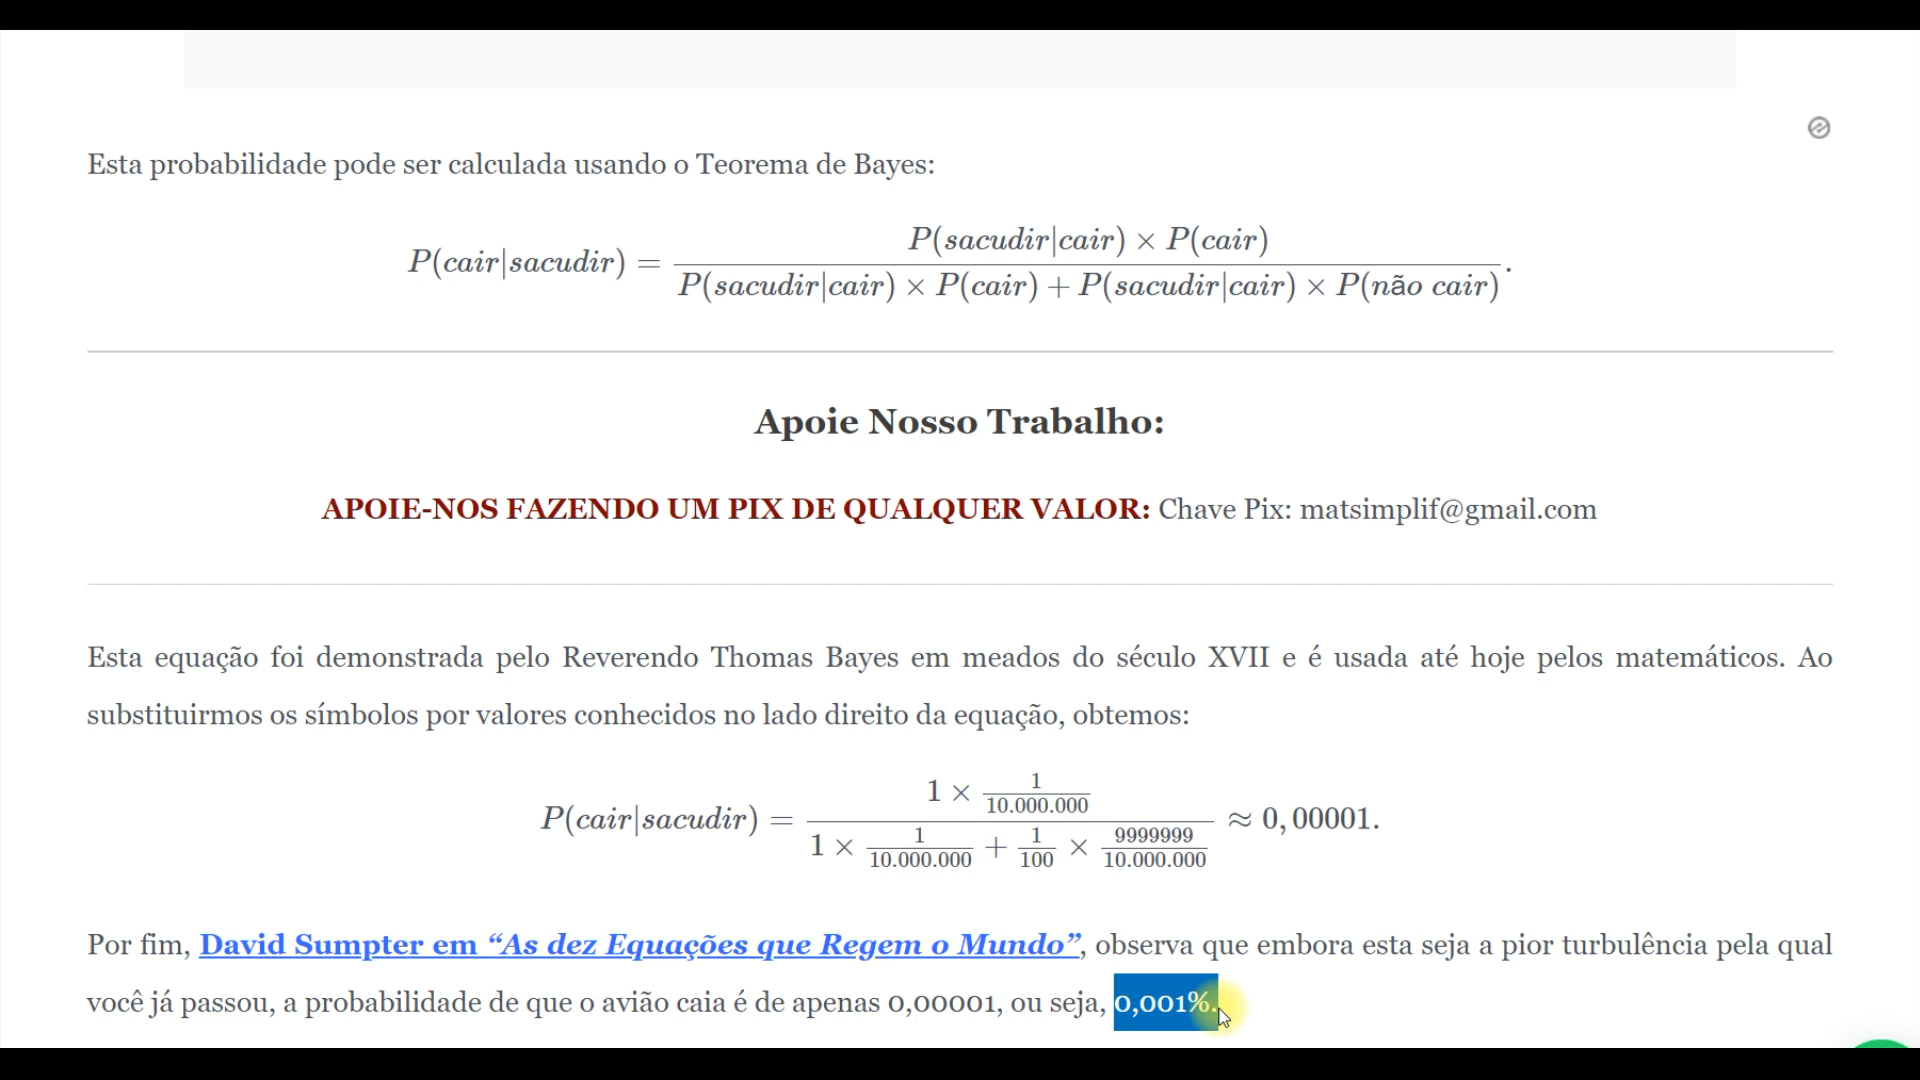 Esta probabilidade pode ser calculada usando o Teorema de Bayes:
P(cair|sacudir) = \frac{P(sacudir|cair) × P(cair)}{P(sacudir|cair) × P(cair) + P(sacudir|cair) × P(não cair)}.
Apoie Nosso Trabalho:
APOIE-NOS FAZENDO UM PIX DE QUALQUER VALOR: Chave Pix: matsimplif@gmail.com
Esta equação foi demonstrada pelo Reverendo Thomas Bayes em meados do século XVII e é usada até hoje pelos matemáticos. Ao
substituirmos os símbolos por valores conhecidos no lado direito da equação, obtemos:
P(cair|sacudir) = \frac{1 × \frac{1}{10.000.000}}{1 × \frac{1}{10.000.000} + \frac{1}{100} × \frac{9999999}{10.000.000}} ≈ 0,00001.
Por fim, David Sumpter em “As dez Equações que Regem o Mundo”, observa que embora esta seja a pior turbulência pela qual
você já passou, a probabilidade de que o avião caia é de apenas 0,00001, ou seja, 0,001%.